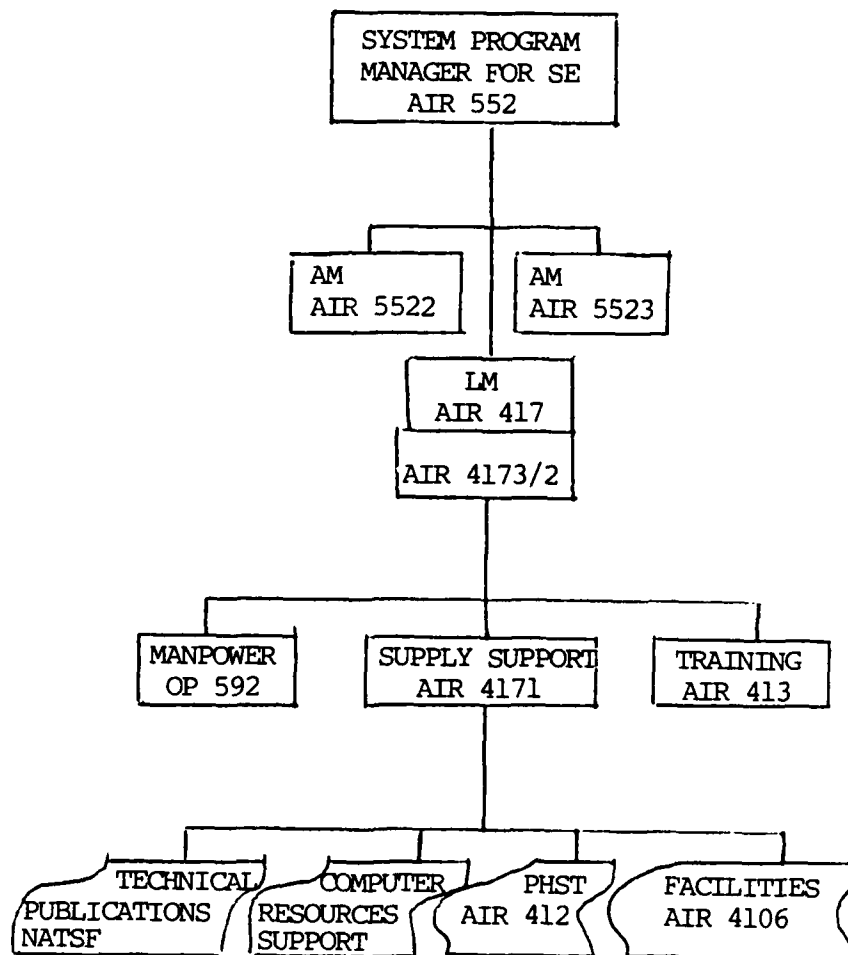 SYSTEM PROGRAM
MANAGER FOR SE
AIR 552
AM
AIR 5522
AM
AIR 5523
LM
AIR 417
AIR 4173/2
MANPOWER
OP 592
SUPPLY SUPPORT
AIR 4171
TRAINING
AIR 413
TECHNICAL
PUBLICATIONS
NATSF
COMPUTER
RESOURCES
SUPPORT
PHST
AIR 412
FACILITIES
AIR 4106